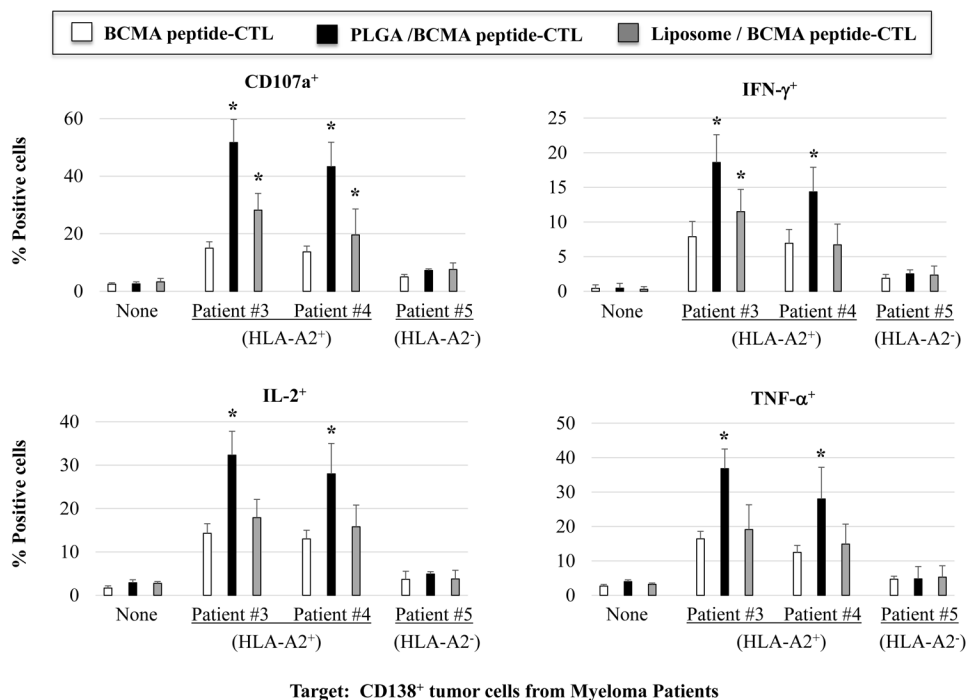 BCMA peptide-CTL PLGA /BCMA peptide-CTL Liposome / BCMA peptide-CTL
CD107a⁺
% Positive cells
60
40
20
0
None Patient #3 Patient #4 Patient #5
(HLA-A2⁺) (HLA-A2⁻)
IFN-γ⁺
25
20
15
10
5
0
None Patient #3 Patient #4 Patient #5
(HLA-A2⁺) (HLA-A2⁻)
IL-2⁺
% Positive cells
40
30
20
10
0
None Patient #3 Patient #4 Patient #5
(HLA-A2⁺) (HLA-A2⁻)
TNF-α⁺
50
40
30
20
10
0
None Patient #3 Patient #4 Patient #5
(HLA-A2⁺) (HLA-A2⁻)
Target: CD138⁺ tumor cells from Myeloma Patients